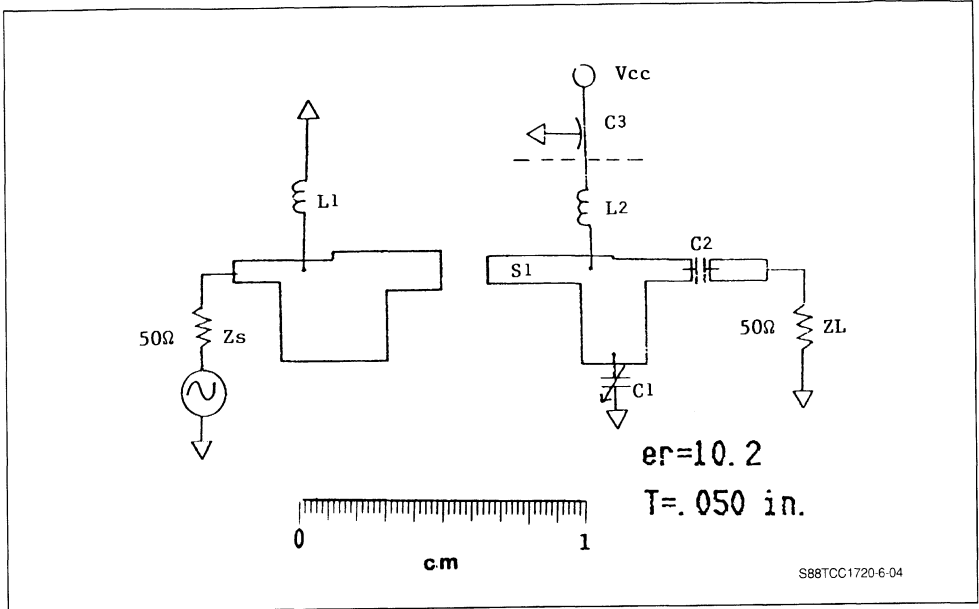 Vcc
C3
L1
L2
C2
S1
50Ω Zs
50Ω ZL
C1
er=10.2
T=.050 in.
0 1
cm
S88TCC1720-6-04